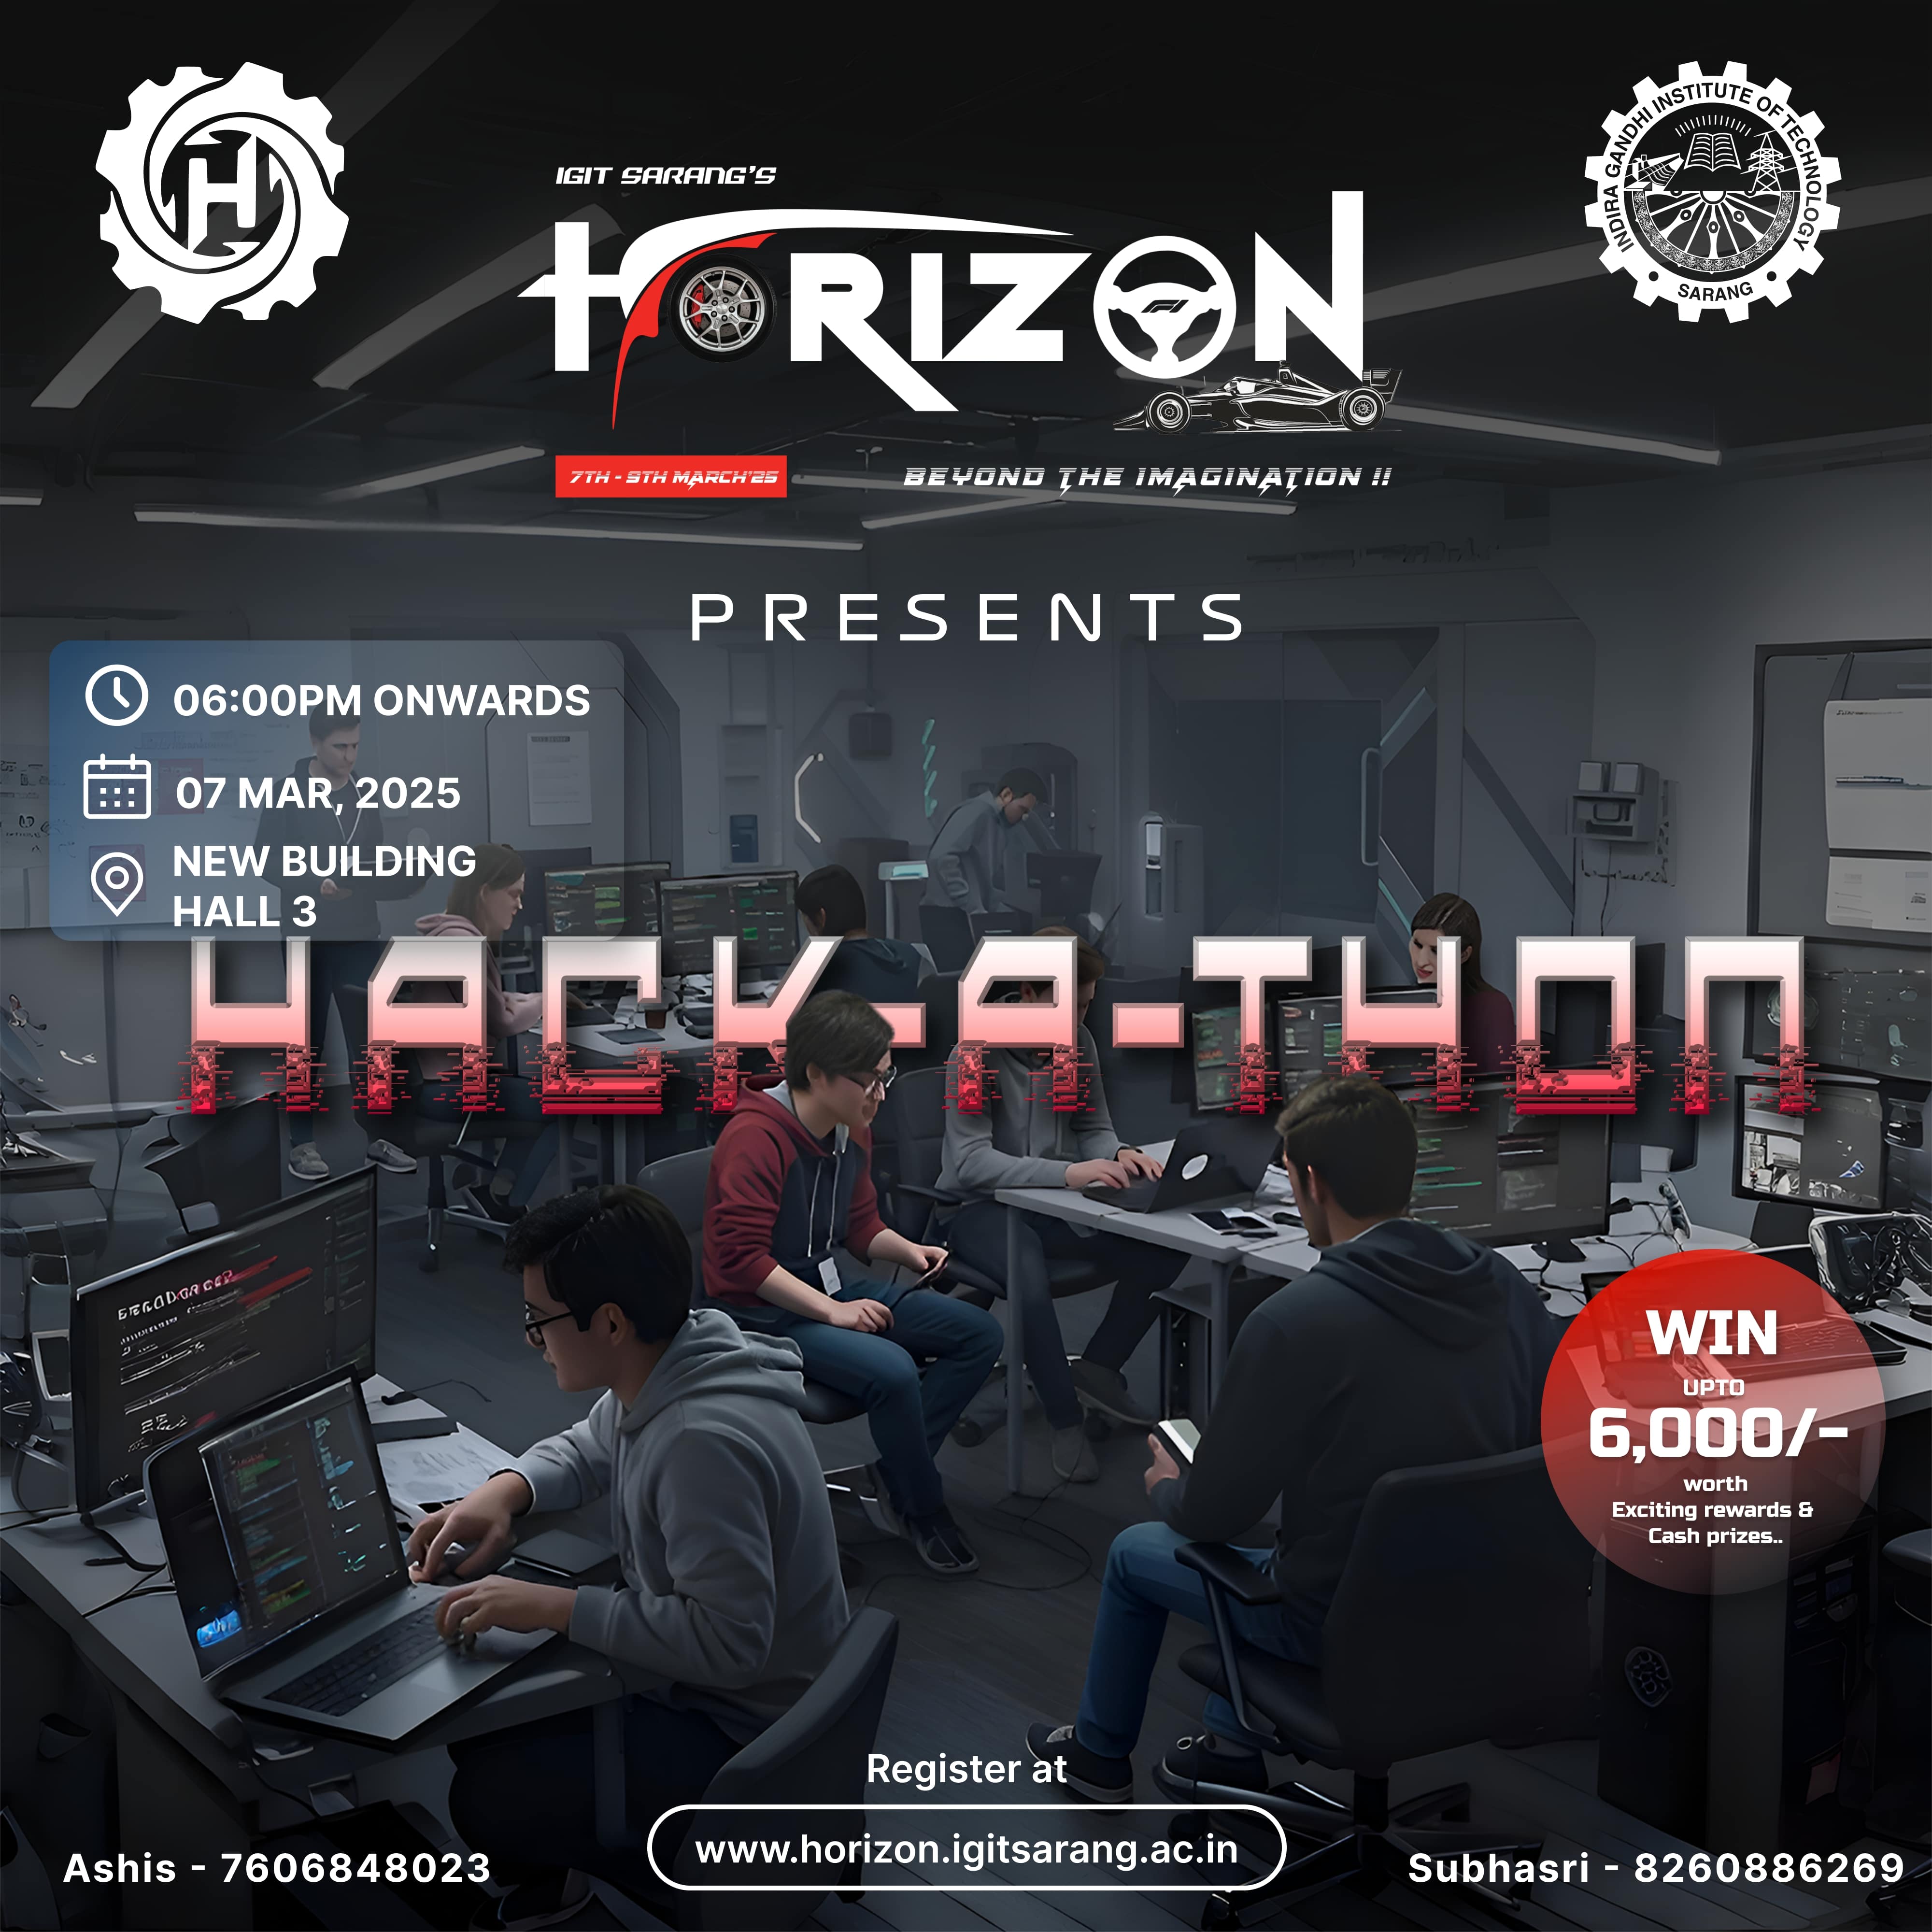 INDIRA GANDHI INSTITUTE OF TECHNOLOGY
SARANG
H
IGIT SARANG'S
HORIZON
7TH - 9TH MARCH'25
BEYOND THE IMAGINATION !!
PRESENTS
06:00PM ONWARDS
07 MAR, 2025
NEW BUILDING
HALL 3
HACK-A-THON
WIN
UPTO
6,000/-
worth
Exciting rewards &
Cash prizes..
Register at
www.horizon.igitsarang.ac.in
Ashis - 7606848023
Subhasri - 8260886269